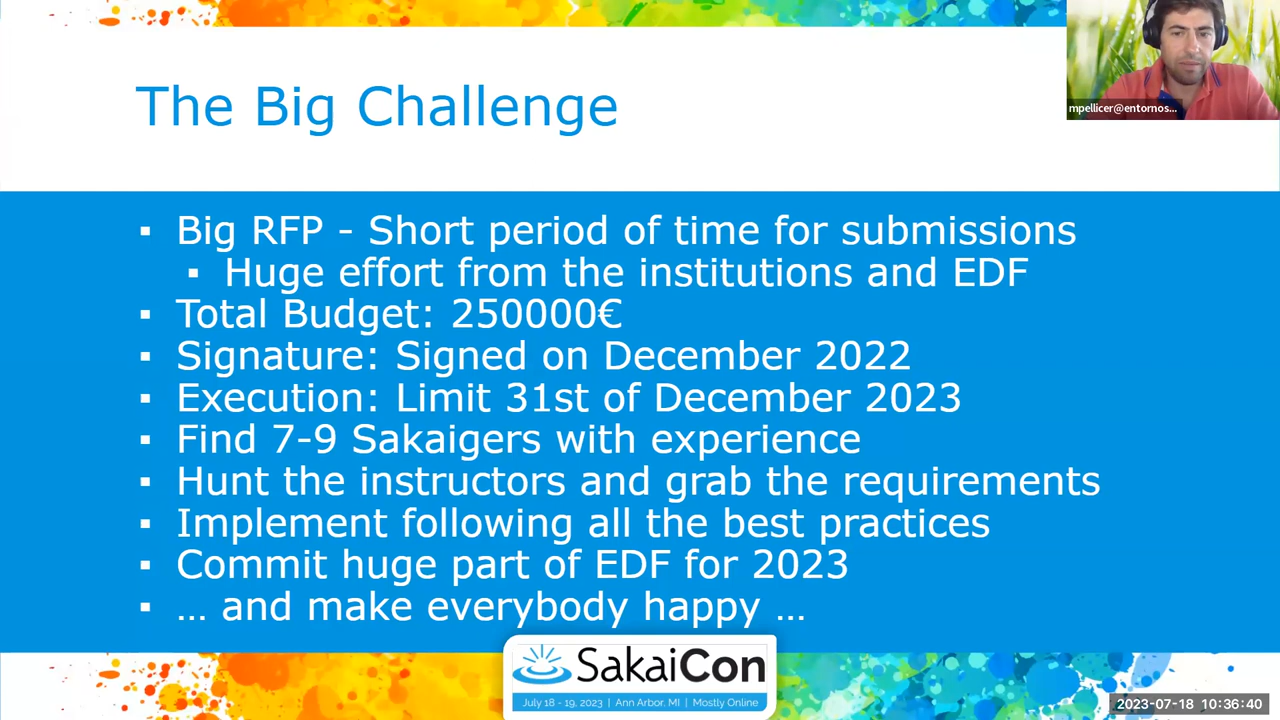 The Big Challenge
mpellicer@entornos...
▪ Big RFP - Short period of time for submissions
▪ Huge effort from the institutions and EDF
▪ Total Budget: 250000€
▪ Signature: Signed on December 2022
▪ Execution: Limit 31st of December 2023
▪ Find 7-9 Sakaigers with experience
▪ Hunt the instructors and grab the requirements
▪ Implement following all the best practices
▪ Commit huge part of EDF for 2023
▪ … and make everybody happy …
SakaiCon
July 18 - 19, 2023 | Ann Arbor, MI | Mostly Online
2023-07-18 10:36:40